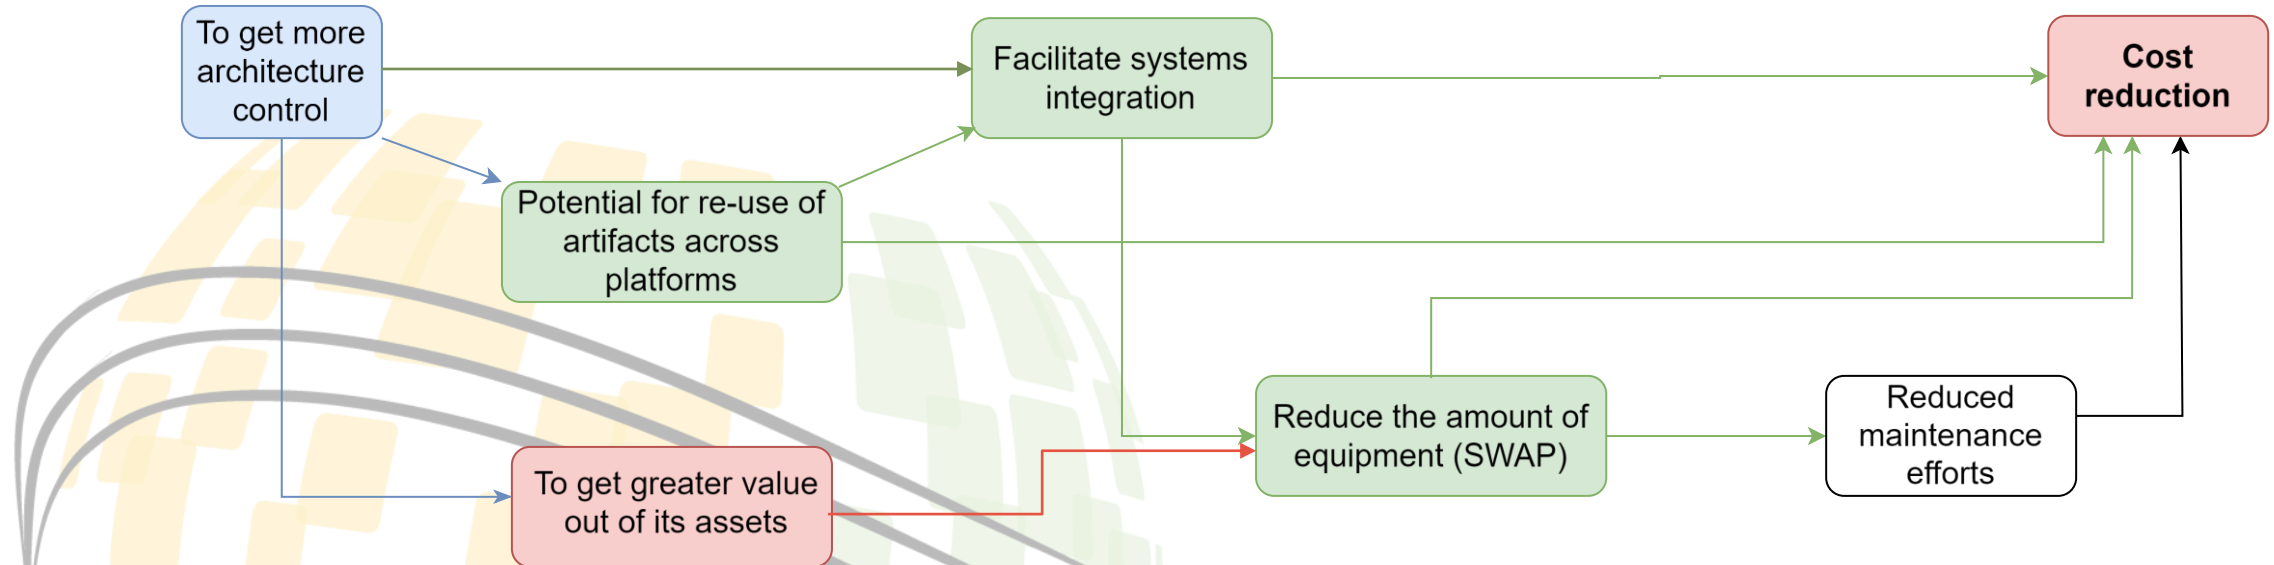 To get more
architecture
control
Facilitate systems
integration
Cost
reduction
Potential for re-use of
artifacts across
platforms
Reduce the amount of
equipment (SWAP)
Reduced
maintenance
efforts
To get greater value
out of its assets